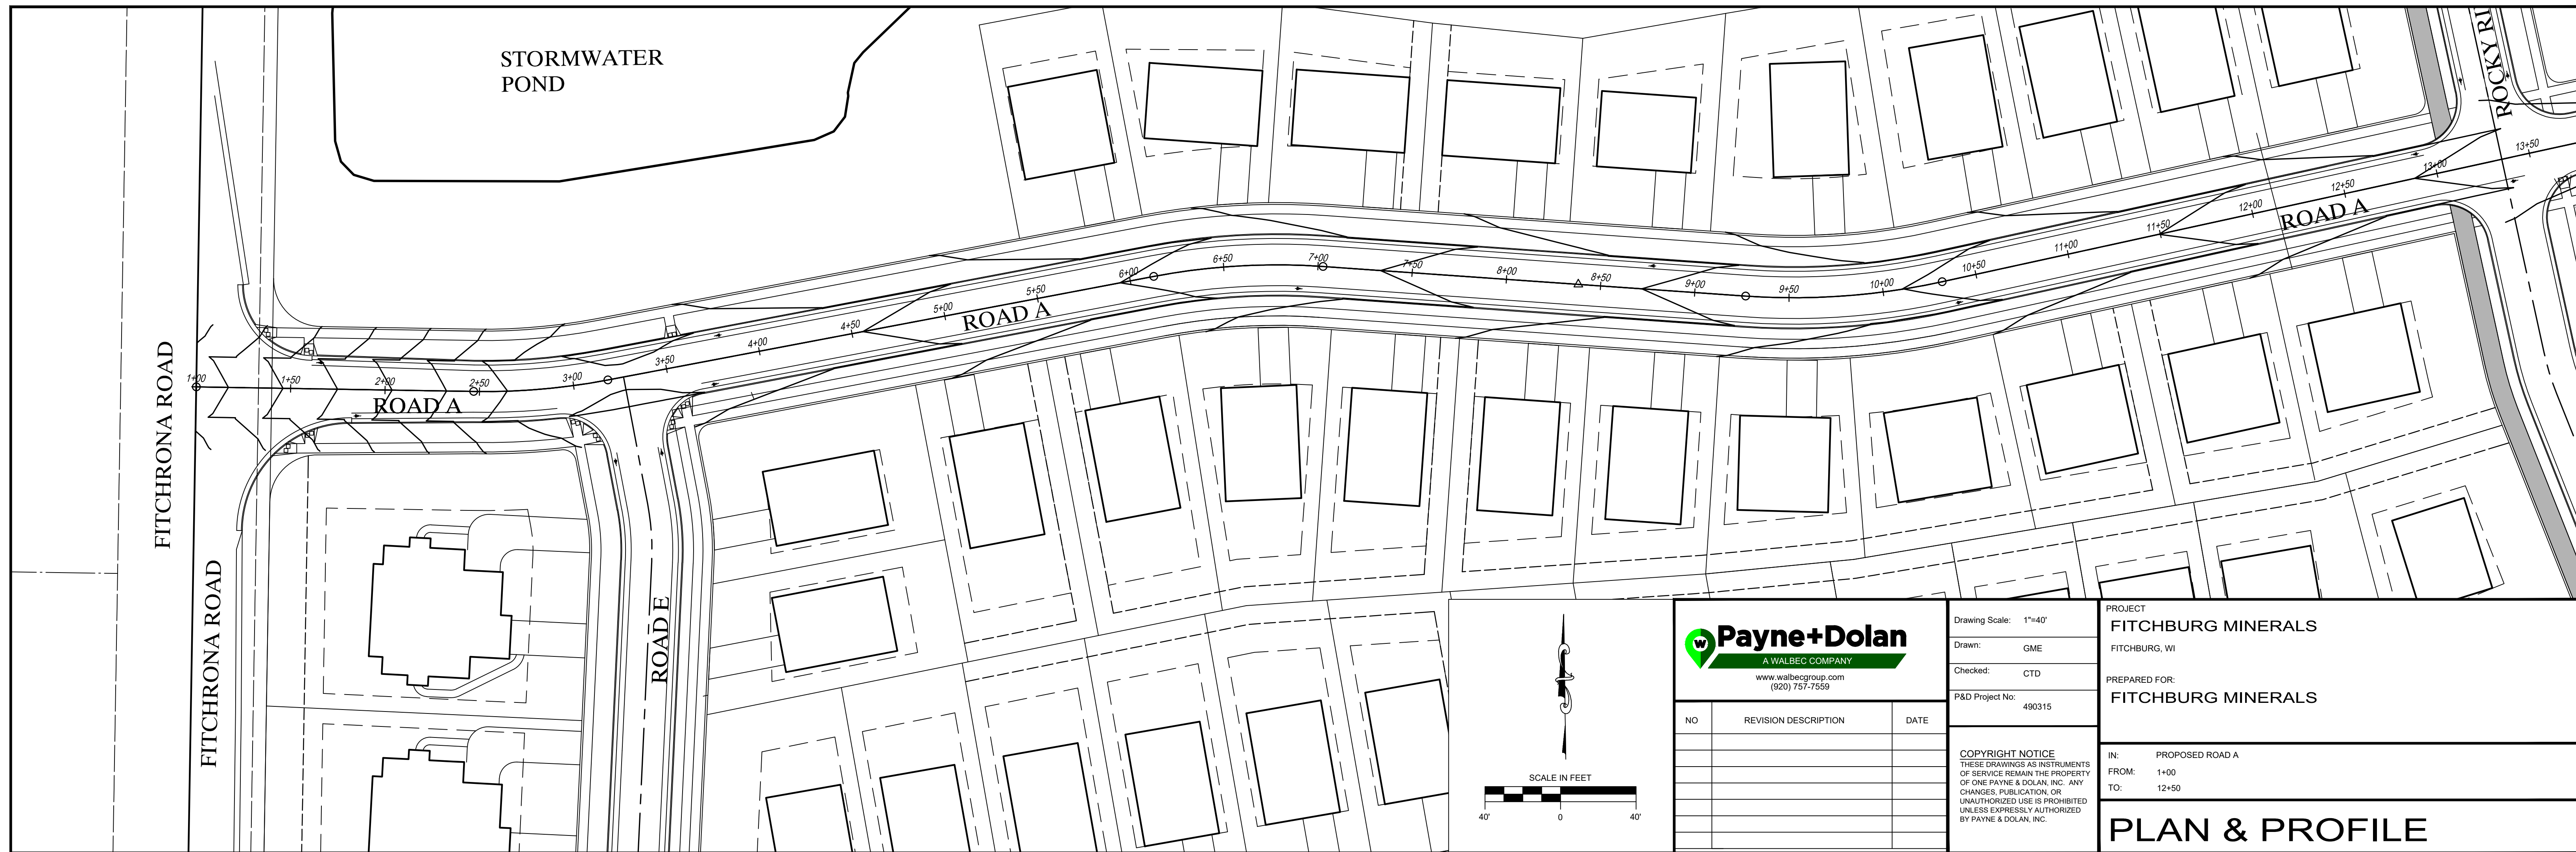 STORMWATER
POND
ROCKY RI
FITCHRONA ROAD
FITCHRONA ROAD
1+00
1+50
2+00
2+50
3+00
3+50
4+00
4+50
5+00
5+50
6+00
6+50
7+00
7+50
8+00
8+50
9+00
9+50
10+00
10+50
11+00
11+50
12+00
12+50
13+00
13+50
ROAD A
ROAD A
ROAD A
ROAD E
SCALE IN FEET
40' 0 40'
w Payne+Dolan
A WALBEC COMPANY
www.walbecgroup.com
(920) 757-7559
NO REVISION DESCRIPTION DATE
Drawing Scale: 1"=40'
Drawn: GME
Checked: CTD
P&D Project No:
490315
COPYRIGHT NOTICE
THESE DRAWINGS AS INSTRUMENTS
OF SERVICE REMAIN THE PROPERTY
OF ONE PAYNE & DOLAN, INC. ANY
CHANGES, PUBLICATION, OR
UNAUTHORIZED USE IS PROHIBITED
UNLESS EXPRESSLY AUTHORIZED
BY PAYNE & DOLAN, INC.
PROJECT
FITCHBURG MINERALS
FITCHBURG, WI
PREPARED FOR:
FITCHBURG MINERALS
IN: PROPOSED ROAD A
FROM: 1+00
TO: 12+50
PLAN & PROFILE